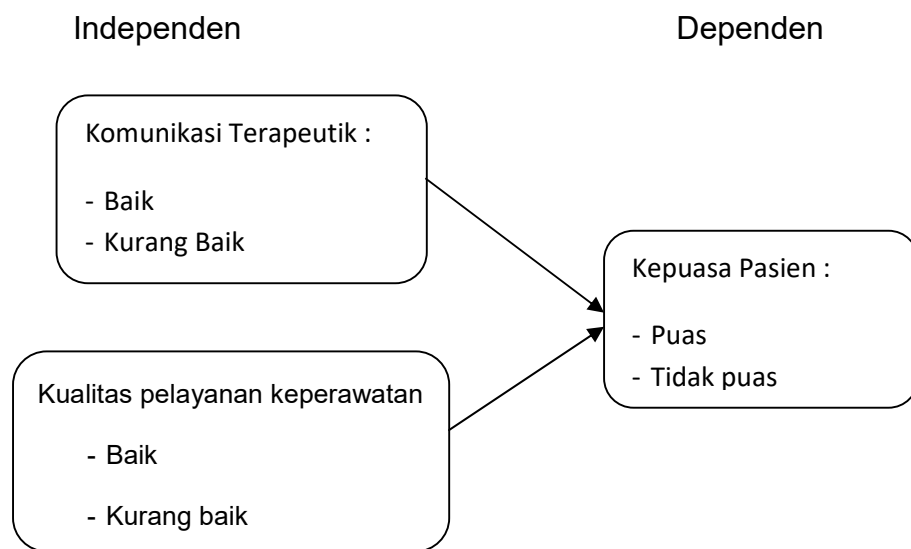 Independen
Dependen
Komunikasi Terapeutik :
- Baik
- Kurang Baik
Kepuasa Pasien :
- Puas
- Tidak puas
Kualitas pelayanan keperawatan
- Baik
- Kurang baik